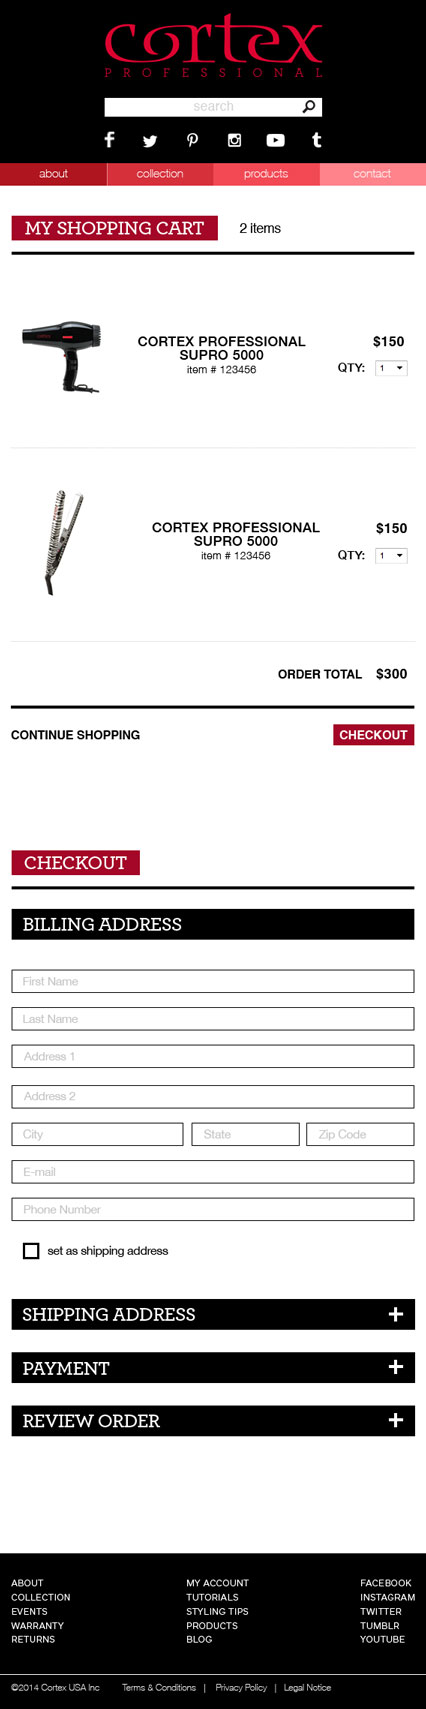 cortex
PROFESSIONAL
search
about collection products contact
MY SHOPPING CART 2 items
cortex
CORTEX PROFESSIONAL
SUPRO 5000
item # 123456
$150
QTY: 1
CORTEX PROFESSIONAL
SUPRO 5000
item # 123456
$150
QTY: 1
ORDER TOTAL $300
CONTINUE SHOPPING CHECKOUT
CHECKOUT
BILLING ADDRESS
First Name
Last Name
Address 1
Address 2
City State Zip Code
E-mail
Phone Number
set as shipping address
SHIPPING ADDRESS +
PAYMENT +
REVIEW ORDER +
ABOUT MY ACCOUNT FACEBOOK
COLLECTION TUTORIALS INSTAGRAM
EVENTS STYLING TIPS TWITTER
WARRANTY PRODUCTS TUMBLR
RETURNS BLOG YOUTUBE
©2014 Cortex USA Inc Terms & Conditions | Privacy Policy | Legal Notice